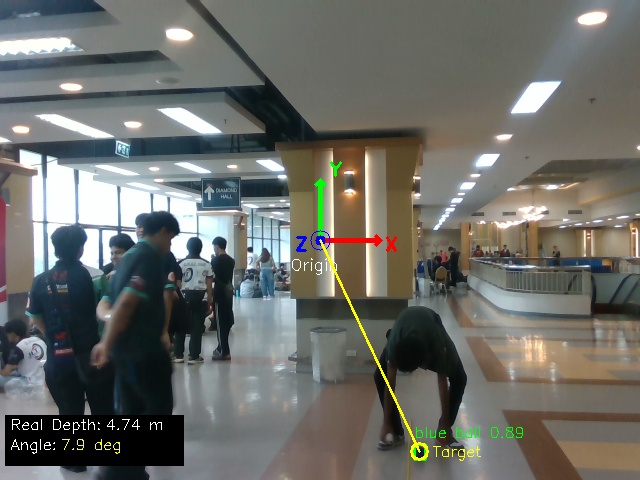 DIAMOND
HALL
Y
Z
X
Origin
Real Depth: 4.74 m
Angle: 7.9 deg
blue ball 0.89
Target